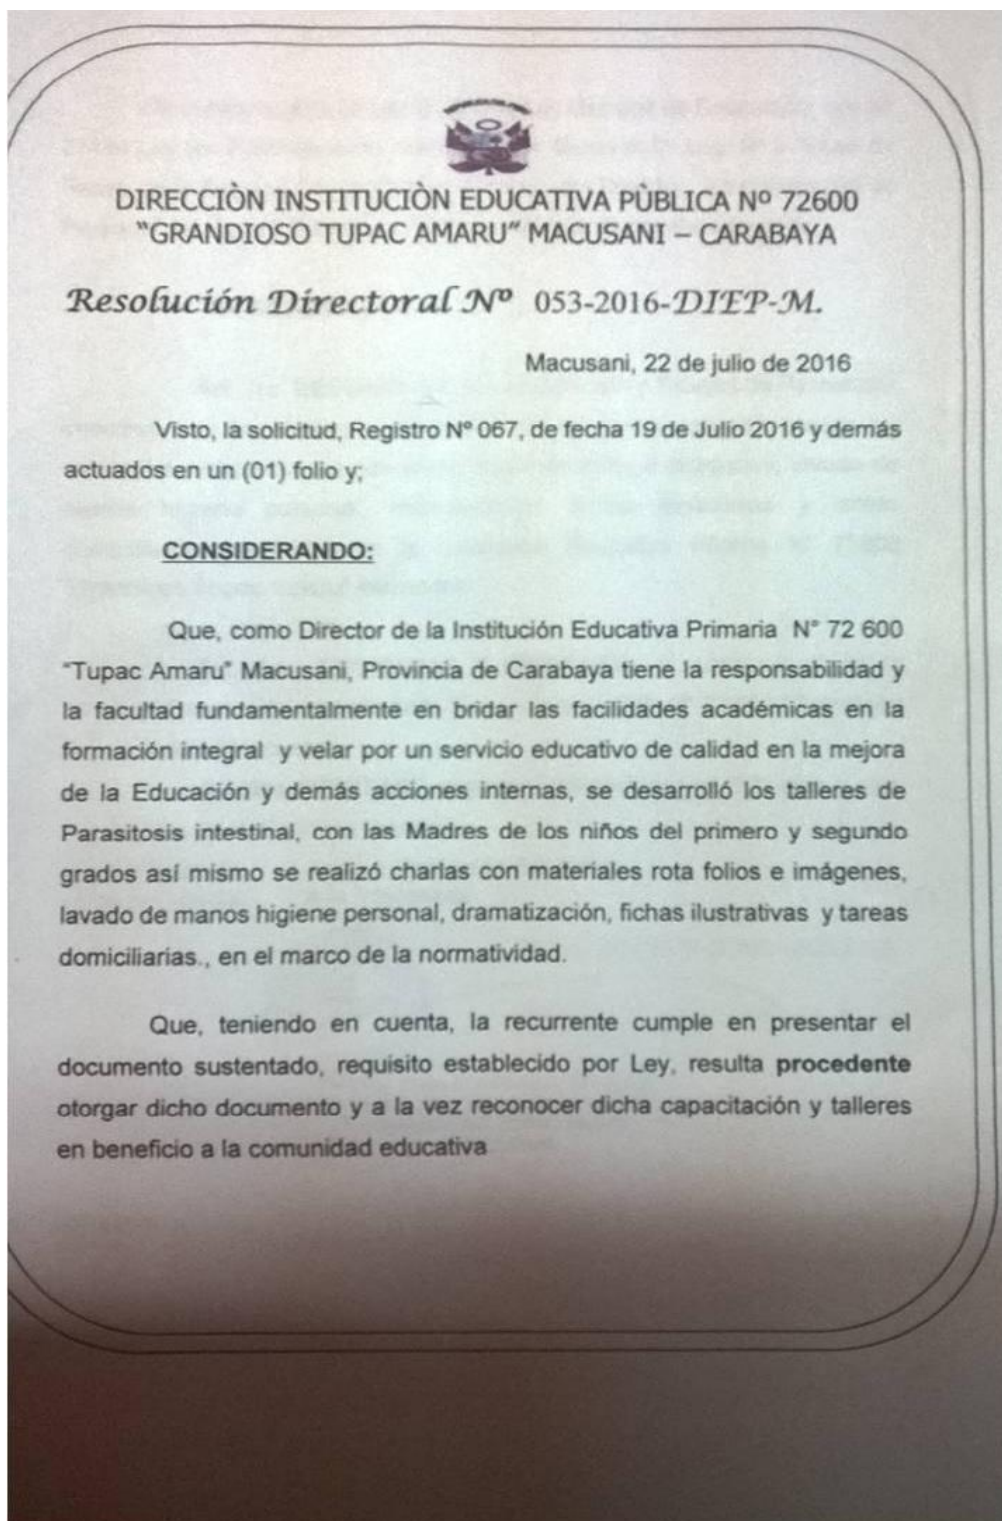 DIRECCIÒN INSTITUCIÒN EDUCATIVA PÙBLICA Nº 72600
“GRANDIOSO TUPAC AMARU” MACUSANI – CARABAYA
Resolución Directoral Nº 053-2016-DIEP-M.
Macusani, 22 de julio de 2016
Visto, la solicitud, Registro Nº 067, de fecha 19 de Julio 2016 y demás
actuados en un (01) folio y;
CONSIDERANDO:
Que, como Director de la Institución Educativa Primaria N° 72 600
“Tupac Amaru” Macusani, Provincia de Carabaya tiene la responsabilidad y
la facultad fundamentalmente en bridar las facilidades académicas en la
formación integral y velar por un servicio educativo de calidad en la mejora
de la Educación y demás acciones internas, se desarrolló los talleres de
Parasitosis intestinal, con las Madres de los niños del primero y segundo
grados así mismo se realizó charlas con materiales rota folios e imágenes,
lavado de manos higiene personal, dramatización, fichas ilustrativas y tareas
domiciliarias., en el marco de la normatividad.
Que, teniendo en cuenta, la recurrente cumple en presentar el
documento sustentado, requisito establecido por Ley, resulta procedente
otorgar dicho documento y a la vez reconocer dicha capacitación y talleres
en beneficio a la comunidad educativa